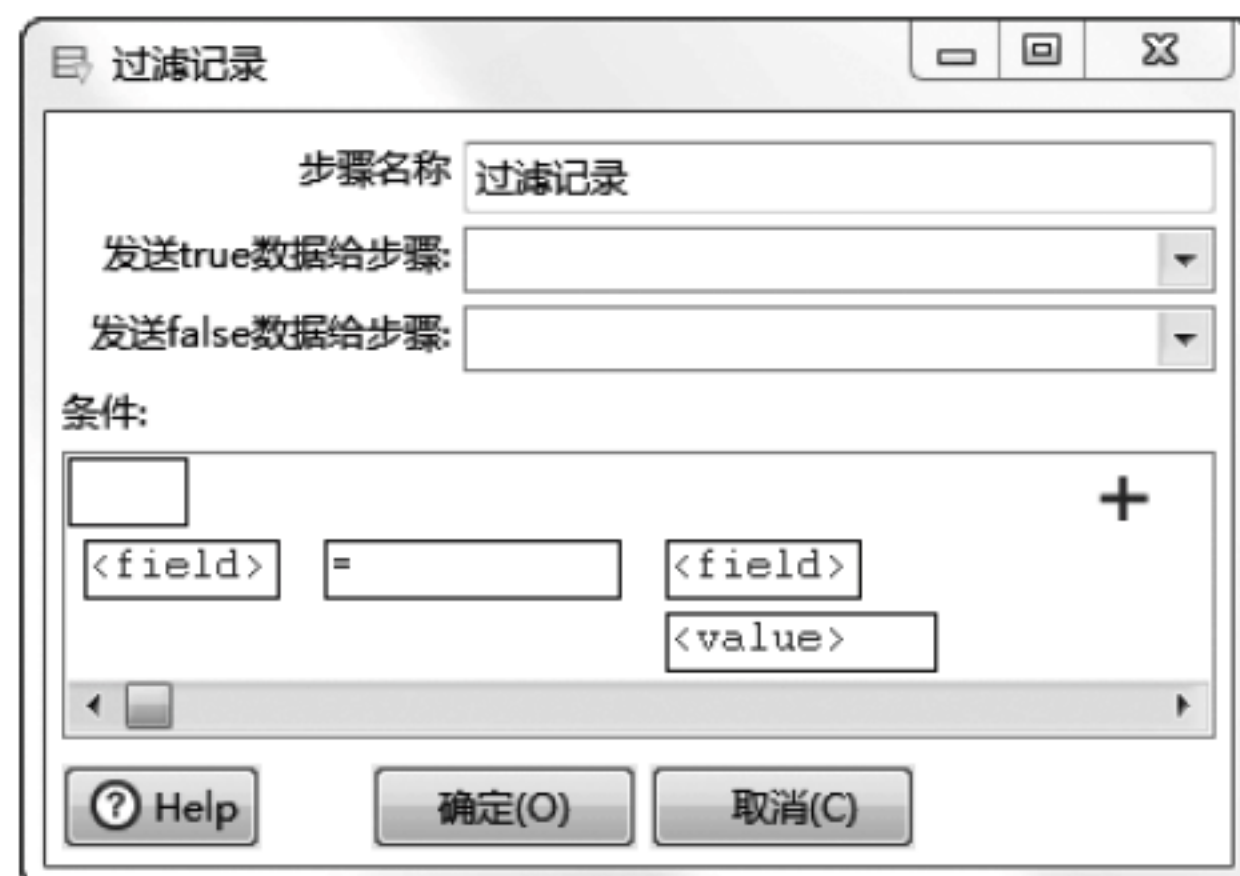 过滤记录
步骤名称 过滤记录
发送true数据给步骤:
发送false数据给步骤:
条件:
<field> = <field>
<value>
Help 确定(O) 取消(C)